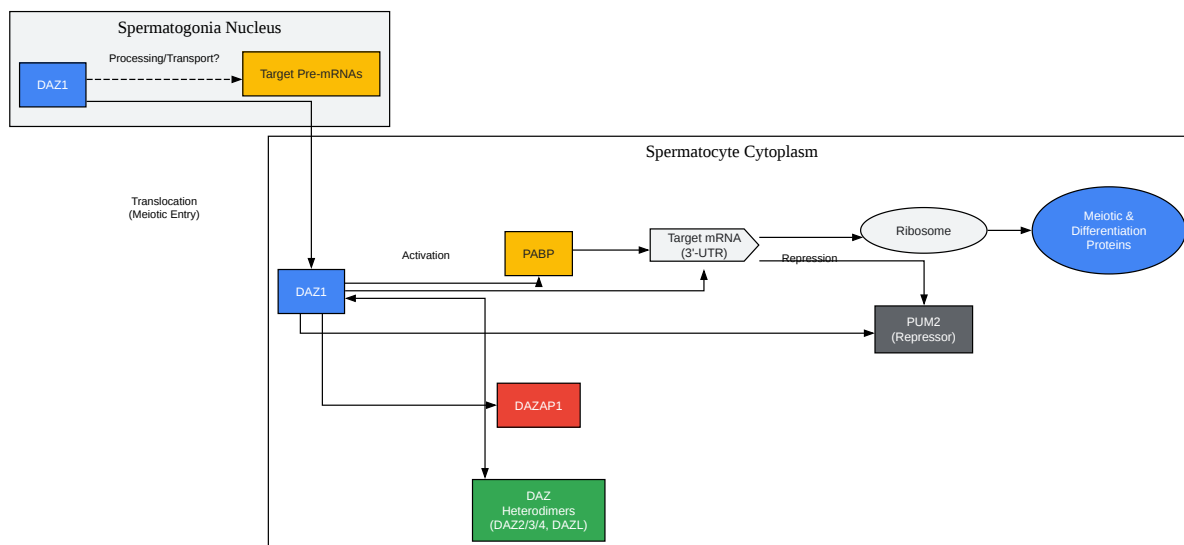 Spermatogonia Nucleus
Processing/Transport?
DAZ1
Target Pre-mRNAs
Spermatocyte Cytoplasm
Translocation
(Meiotic Entry)
Activation
PABP
Target mRNA
(3'-UTR)
Repression
Ribosome
Meiotic &
Differentiation
Proteins
DAZ1
PUM2
(Repressor)
DAZAP1
DAZ
Heterodimers
(DAZ2/3/4, DAZL)